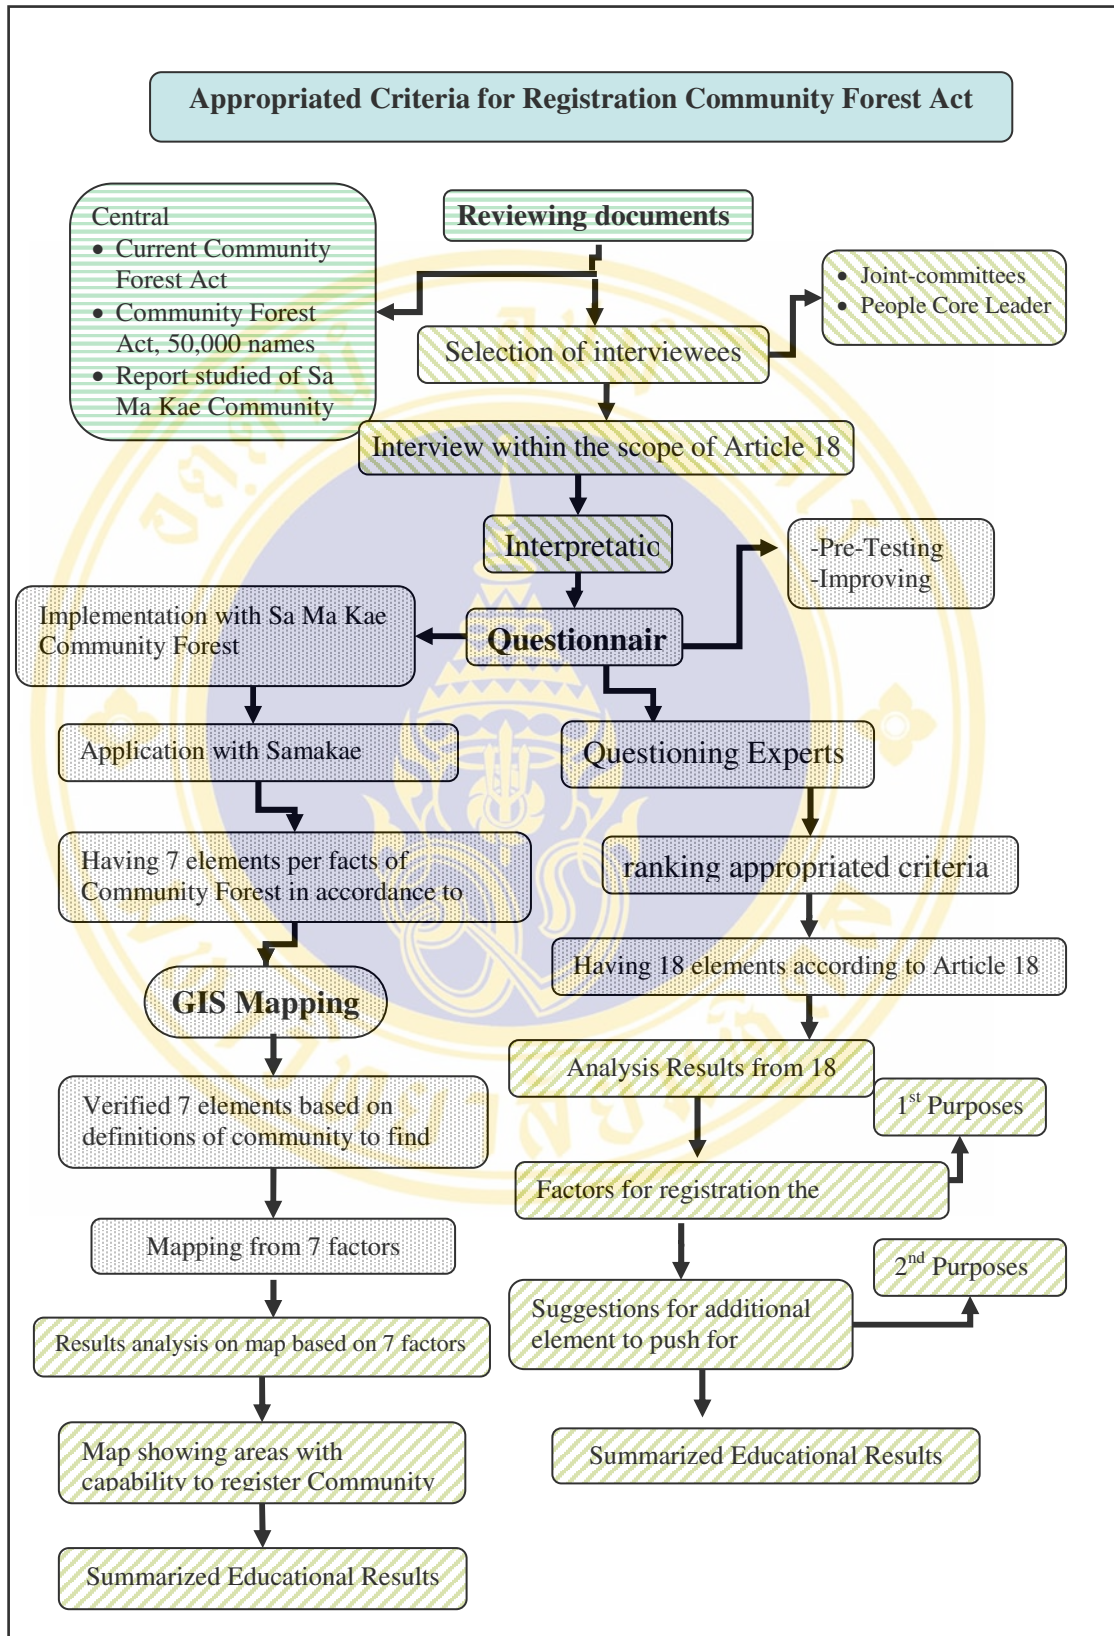 Appropriated Criteria for Registration Community Forest Act
Reviewing documents
Central
• Current Community
Forest Act
• Community Forest
Act, 50,000 names
• Report studied of Sa
Ma Kae Community
• Joint-committees
• People Core Leader
Selection of interviewees
Interview within the scope of Article 18
Interpretatio
-Pre-Testing
-Improving
Questionnair
Implementation with Sa Ma Kae
Community Forest
Application with Samakae
Questioning Experts
Having 7 elements per facts of
Community Forest in accordance to
ranking appropriated criteria
Having 18 elements according to Article 18
GIS Mapping
Analysis Results from 18
Verified 7 elements based on
definitions of community to find
1st Purposes
Factors for registration the
Mapping from 7 factors
2nd Purposes
Suggestions for additional
element to push for
Results analysis on map based on 7 factors
Map showing areas with
capability to register Community
Summarized Educational Results
Summarized Educational Results